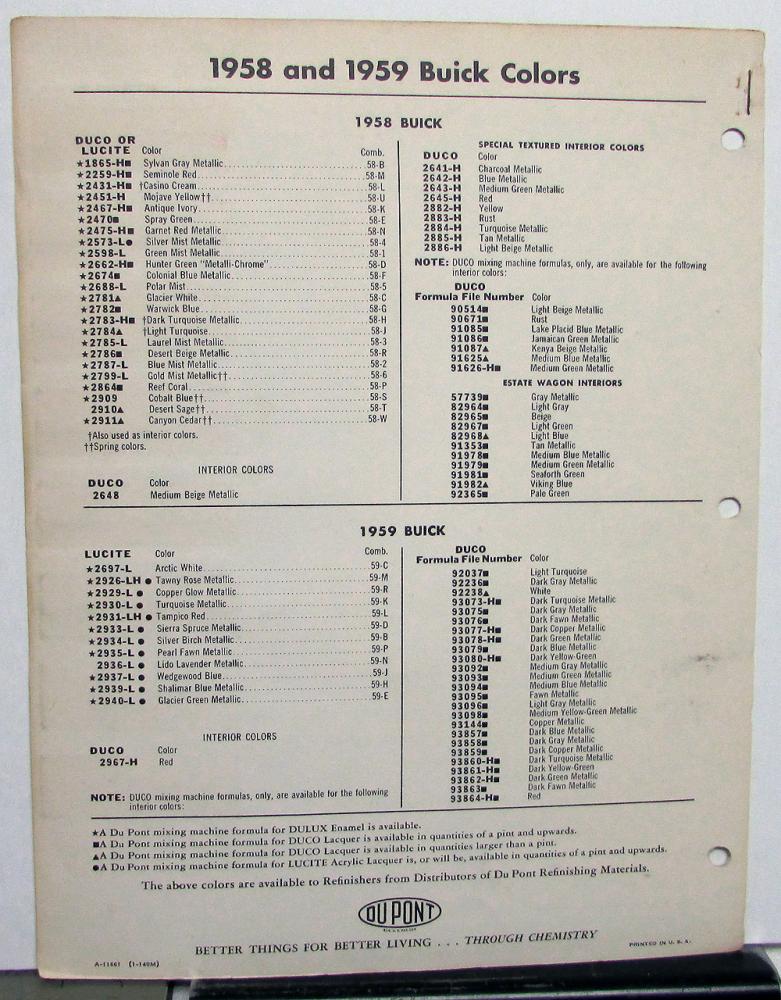 1958 and 1959 Buick Colors
1958 BUICK
DUCO OR
LUCITE Color Comb.
★1865-H■ Sylvan Gray Metallic 58-B
★2259-H■ Seminole Red 58-M
★2431-H■ †Casino Cream 58-L
★2451-H Mojave Yellow†† 58-U
★2467-H■ Antique Ivory 58-K
★2470■ Spray Green 58-E
★2475-H■ Garnet Red Metallic 58-N
★2573-L● Silver Mist Metallic 58-4
★2598-L Green Mist Metallic 58-1
★2662-H■ Hunter Green "Metalli-Chrome" 58-D
★2674■ Colonial Blue Metallic 58-F
★2688-L Polar Mist 58-5
★2781▲ Glacier White 58-C
★2782■ Warwick Blue 58-G
★2783-H■ †Dark Turquoise Metallic 58-H
★2784▲ †Light Turquoise 58-J
★2785-L Laurel Mist Metallic 58-3
★2786■ Desert Beige Metallic 58-R
★2787-L Blue Mist Metallic 58-2
★2799-L Gold Mist Metallic†† 58-6
★2864■ Reef Coral 58-P
★2909 Cobalt Blue†† 58-S
2910▲ Desert Sage†† 58-T
★2911▲ Canyon Cedar†† 58-W
†Also used as interior colors.
††Spring colors.
INTERIOR COLORS
DUCO Color
2648 Medium Beige Metallic
SPECIAL TEXTURED INTERIOR COLORS
DUCO Color
2641-H Charcoal Metallic
2642-H Blue Metallic
2643-H Medium Green Metallic
2645-H Red
2882-H Yellow
2883-H Rust
2884-H Turquoise Metallic
2885-H Tan Metallic
2886-H Light Beige Metallic
NOTE: DUCO mixing machine formulas, only, are available for the following
interior colors:
DUCO
Formula File Number Color
90514■ Light Beige Metallic
90671■ Rust
91085■ Lake Placid Blue Metallic
91086■ Jamaican Green Metallic
91087▲ Kenya Beige Metallic
91625▲ Medium Blue Metallic
91626-H■ Medium Green Metallic
ESTATE WAGON INTERIORS
57739■ Gray Metallic
82964■ Light Gray
82965■ Beige
82967■ Light Green
82968▲ Light Blue
91353■ Tan Metallic
91978■ Medium Blue Metallic
91979■ Medium Green Metallic
91981■ Seaforth Green
91982▲ Viking Blue
92365■ Pale Green
1959 BUICK
LUCITE Color Comb.
★2697-L Arctic White 59-C
★2926-LH ● Tawny Rose Metallic 59-M
★2929-L ● Copper Glow Metallic 59-R
★2930-L ● Turquoise Metallic 59-K
★2931-LH ● Tampico Red 59-L
★2933-L ● Sierra Spruce Metallic 59-D
★2934-L ● Silver Birch Metallic 59-B
★2935-L ● Pearl Fawn Metallic 59-P
2936-L ● Lido Lavender Metallic 59-N
★2937-L ● Wedgewood Blue 59-J
★2939-L ● Shalimar Blue Metallic 59-H
★2940-L ● Glacier Green Metallic 59-E
INTERIOR COLORS
DUCO Color
2967-H Red
NOTE: DUCO mixing machine formulas, only, are available for the following
interior colors:
DUCO
Formula File Number Color
92037■ Light Turquoise
92236■ Dark Gray Metallic
92238▲ White
93073-H■ Dark Turquoise Metallic
93075■ Dark Gray Metallic
93076■ Dark Fawn Metallic
93077-H■ Dark Copper Metallic
93078-H■ Dark Green Metallic
93079■ Dark Blue Metallic
93080-H■ Dark Yellow-Green
93092■ Medium Gray Metallic
93093■ Medium Green Metallic
93094■ Medium Blue Metallic
93095■ Fawn Metallic
93096■ Light Gray Metallic
93098■ Medium Yellow-Green Metallic
93144■ Copper Metallic
93857■ Dark Blue Metallic
93858■ Dark Gray Metallic
93859■ Dark Copper Metallic
93860-H■ Dark Turquoise Metallic
93861-H■ Dark Yellow-Green
93862-H■ Dark Green Metallic
93863■ Dark Fawn Metallic
93864-H■ Red
★A Du Pont mixing machine formula for DULUX Enamel is available.
■A Du Pont mixing machine formula for DUCO Lacquer is available in quantities of a pint and upwards.
▲A Du Pont mixing machine formula for DUCO Lacquer is available in quantities larger than a pint.
●A Du Pont mixing machine formula for LUCITE Acrylic Lacquer is, or will be, available in quantities of a pint and upwards.
The above colors are available to Refinishers from Distributors of Du Pont Refinishing Materials.
DU PONT
BETTER THINGS FOR BETTER LIVING . . . THROUGH CHEMISTRY
A-11661 (1-140M)
PRINTED IN U. S. A.